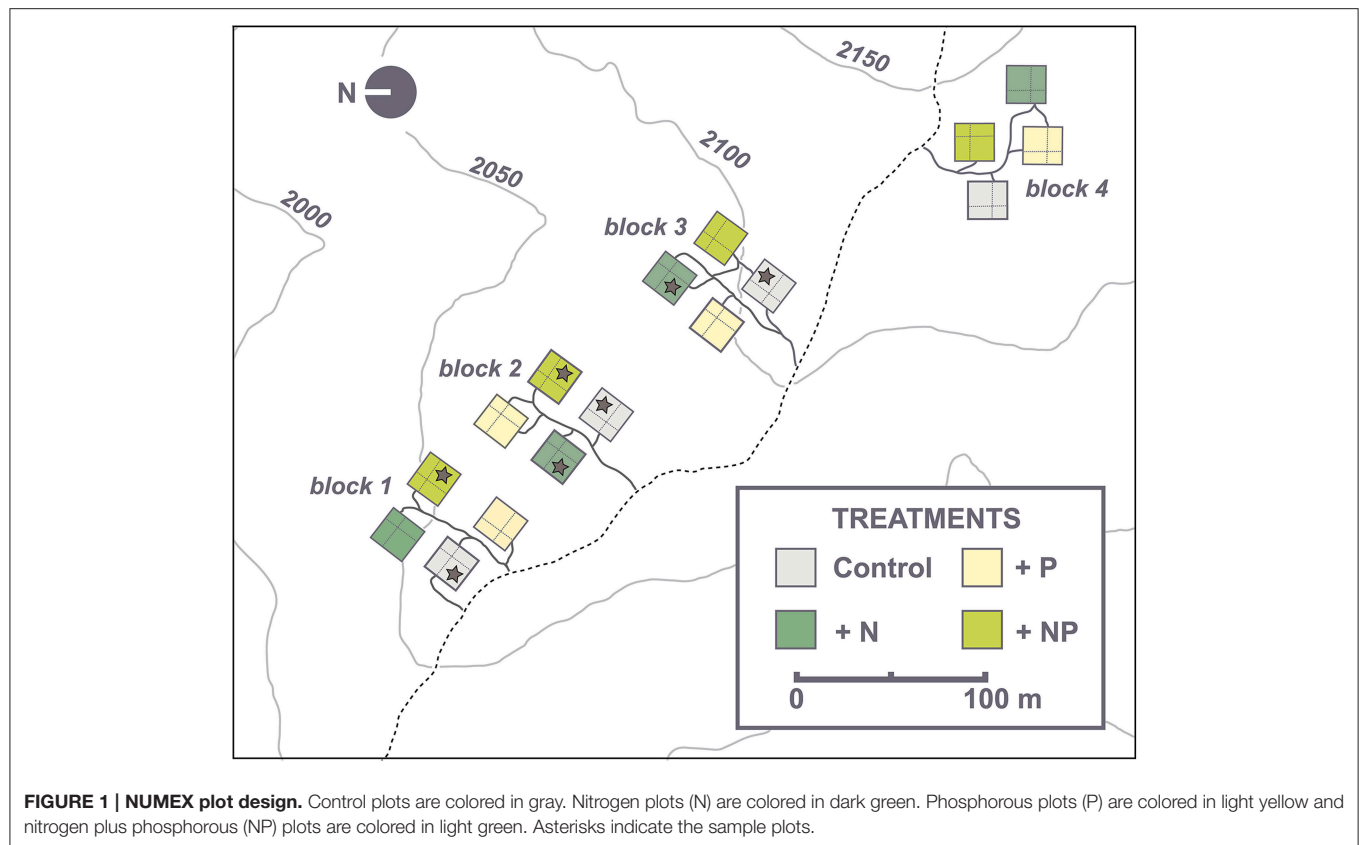 2150
N
2100
2050
block 4
2000
block 3
block 2
block 1
TREATMENTS
Control
+ P
+ N
+ NP
0
100 m
FIGURE 1 | NUMEX plot design. Control plots are colored in gray. Nitrogen plots (N) are colored in dark green. Phosphorous plots (P) are colored in light yellow and
nitrogen plus phosphorous (NP) plots are colored in light green. Asterisks indicate the sample plots.